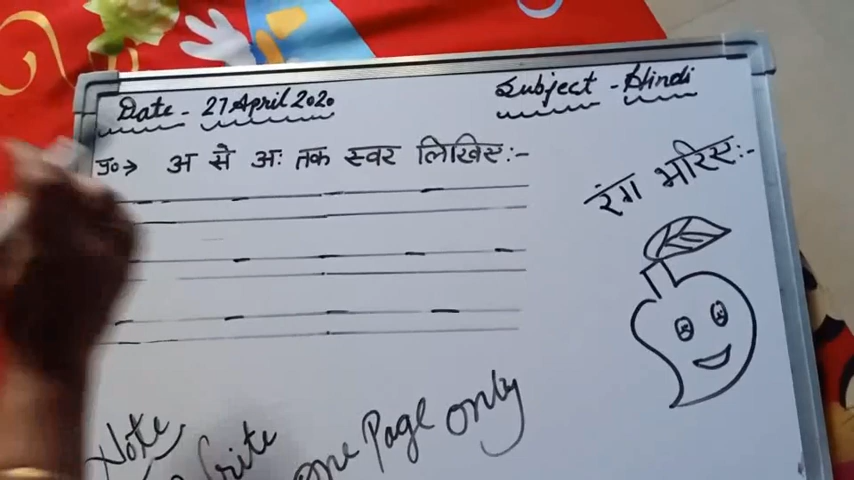 Date - 27 April 2020
Subject - Hindi
प्र० → अ से अः तक स्वर लिखिए :-
रंग भरिए :-
Note
Write one Page only